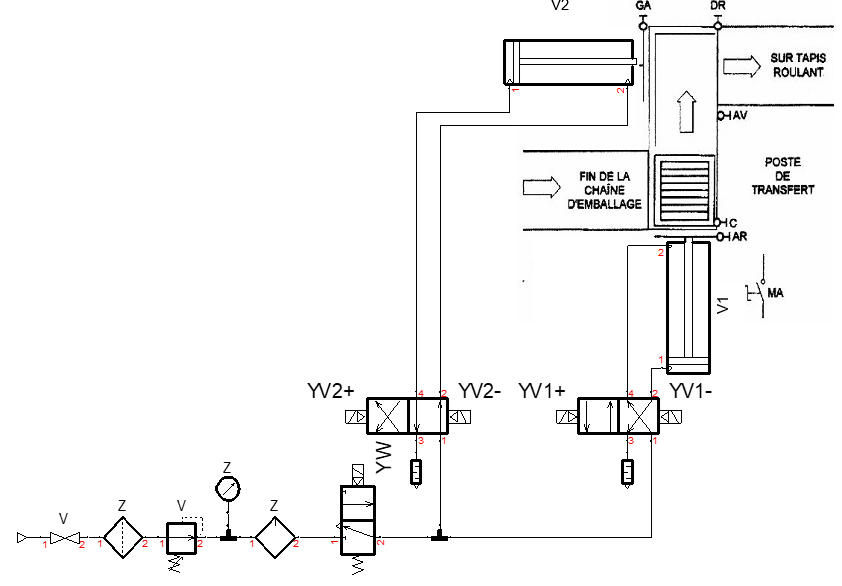 V2
GA
DR
SUR TAPIS
ROULANT
1
2
AV
POSTE
DE
TRANSFERT
FIN DE LA
CHAÎNE
D'EMBALLAGE
C
AR
2
V1
MA
1
YV2+
4
2
YV2-
YV1+
4
2
YV1-
3
1
3
1
YW
Z
V
Z
V
Z
1
2
1
2
1
2
1
2
1
2